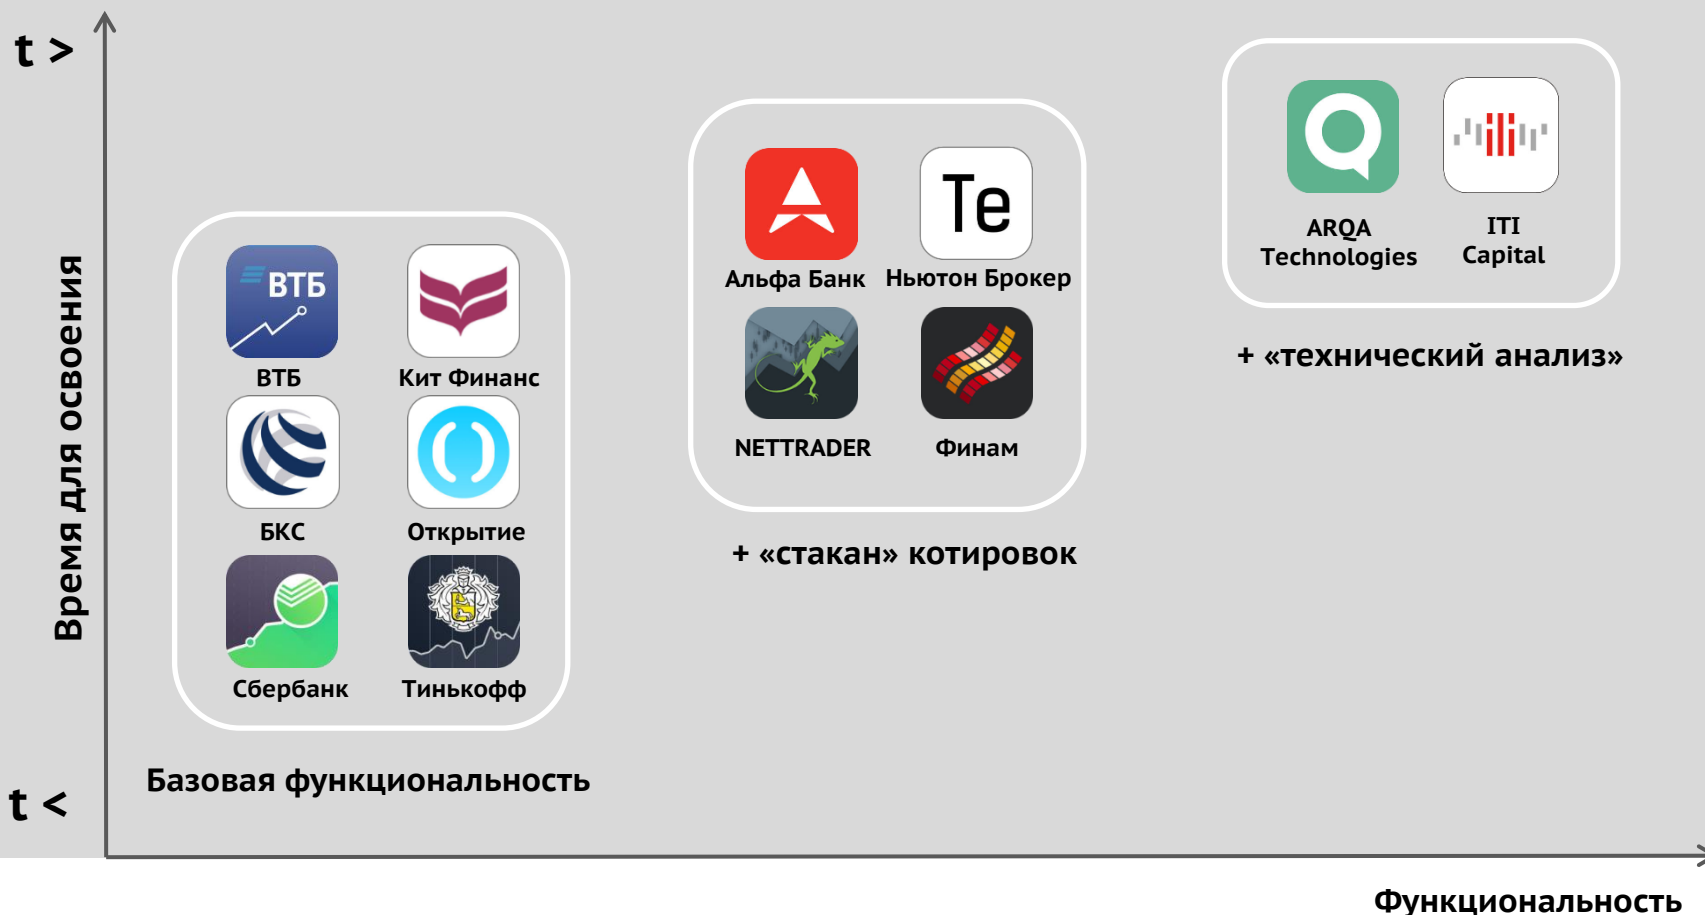 t >
Время для освоения
t <
ВТБ
ВТБ
Кит Финанс
БКС
Открытие
Сбербанк
Тинькофф
Базовая функциональность
Te
Альфа Банк
Ньютон Брокер
NETTRADER
Финам
+ «стакан» котировок
ARQA
Technologies
ITI
Capital
+ «технический анализ»
Функциональность